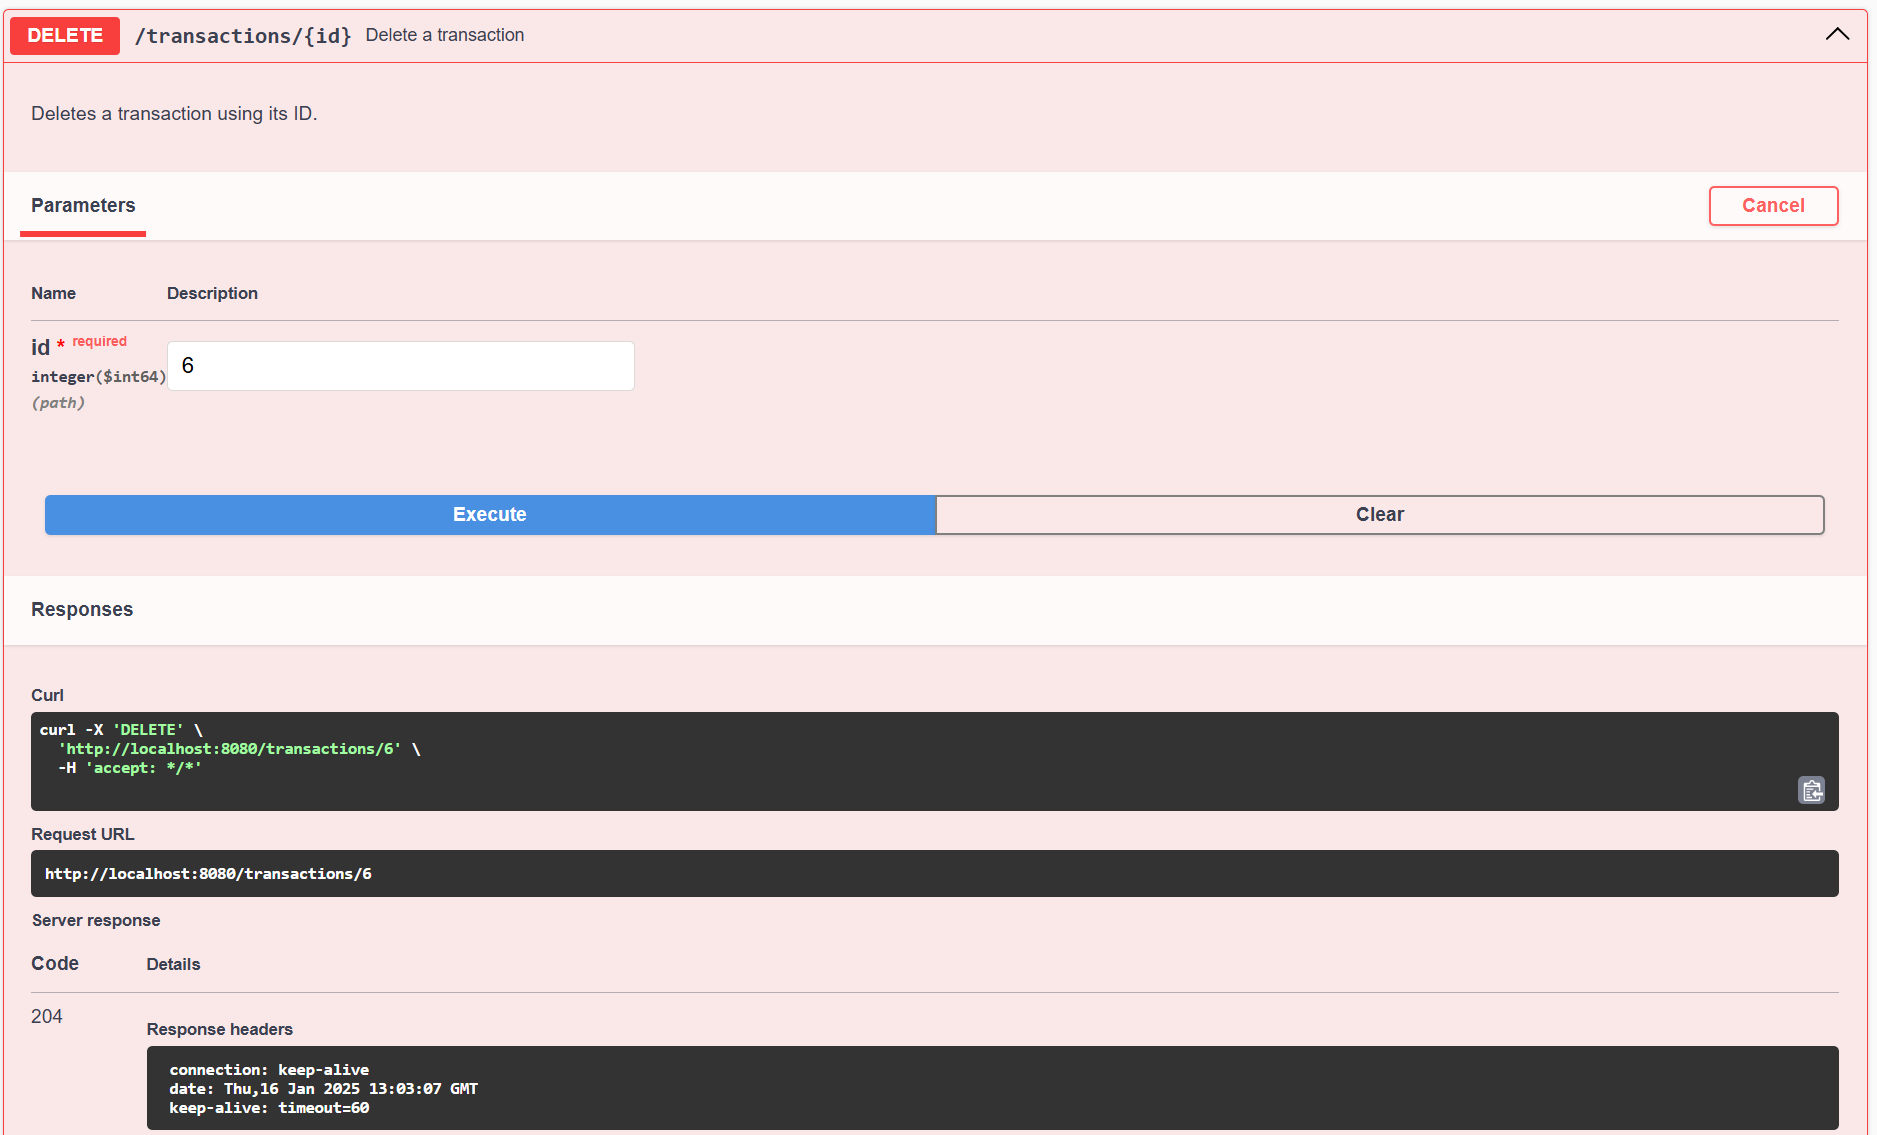 DELETE /transactions/{id} Delete a transaction
Deletes a transaction using its ID.
Parameters
Cancel
Name Description
id * required
integer($int64)
(path)
6
Execute
Clear
Responses
Curl
curl -X 'DELETE' \
'http://localhost:8080/transactions/6' \
-H 'accept: */*'
Request URL
http://localhost:8080/transactions/6
Server response
Code Details
204
Response headers
connection: keep-alive
date: Thu,16 Jan 2025 13:03:07 GMT
keep-alive: timeout=60